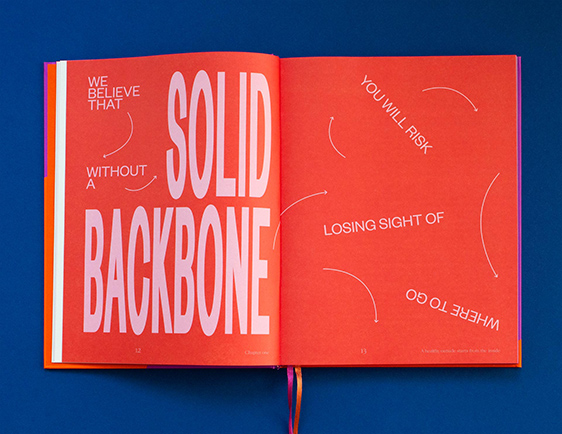 WE
BELIEVE
THAT
WITHOUT
A
SOLID
BACKBONE
YOU WILL RISK
LOSING SIGHT OF
WHERE TO GO
12
13